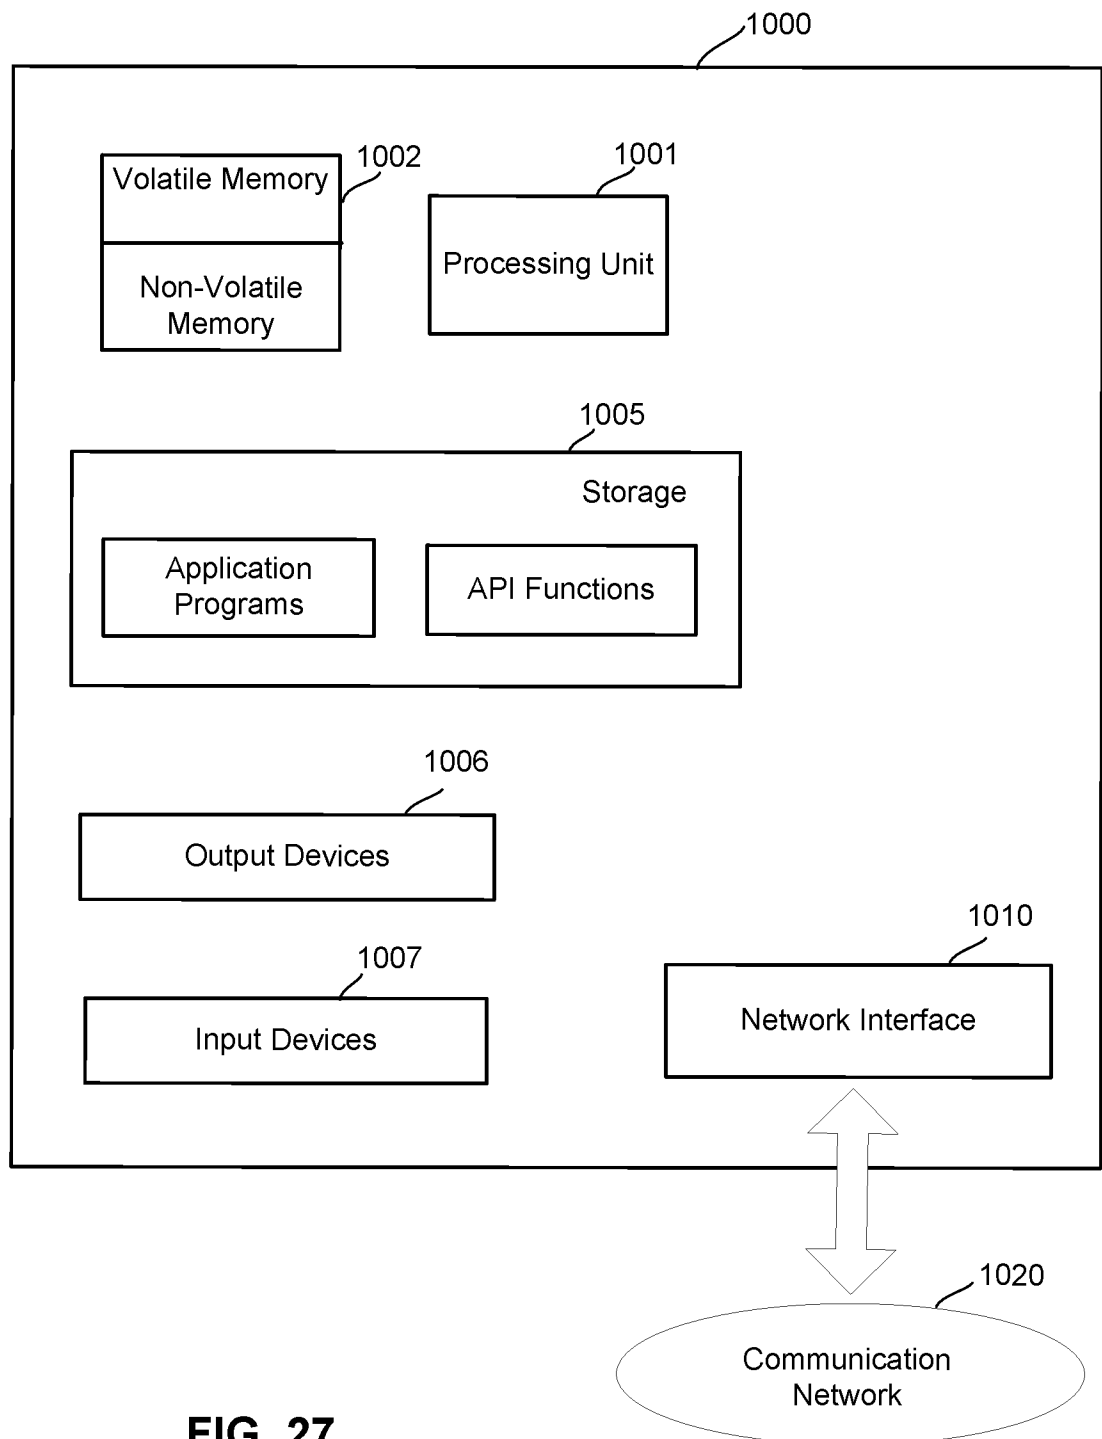 1000
1002
1001
Volatile Memory
Processing Unit
Non-Volatile
Memory
1005
Storage
Application
Programs
API Functions
1006
Output Devices
1010
1007
Network Interface
Input Devices
1020
Communication
Network
FIG. 27